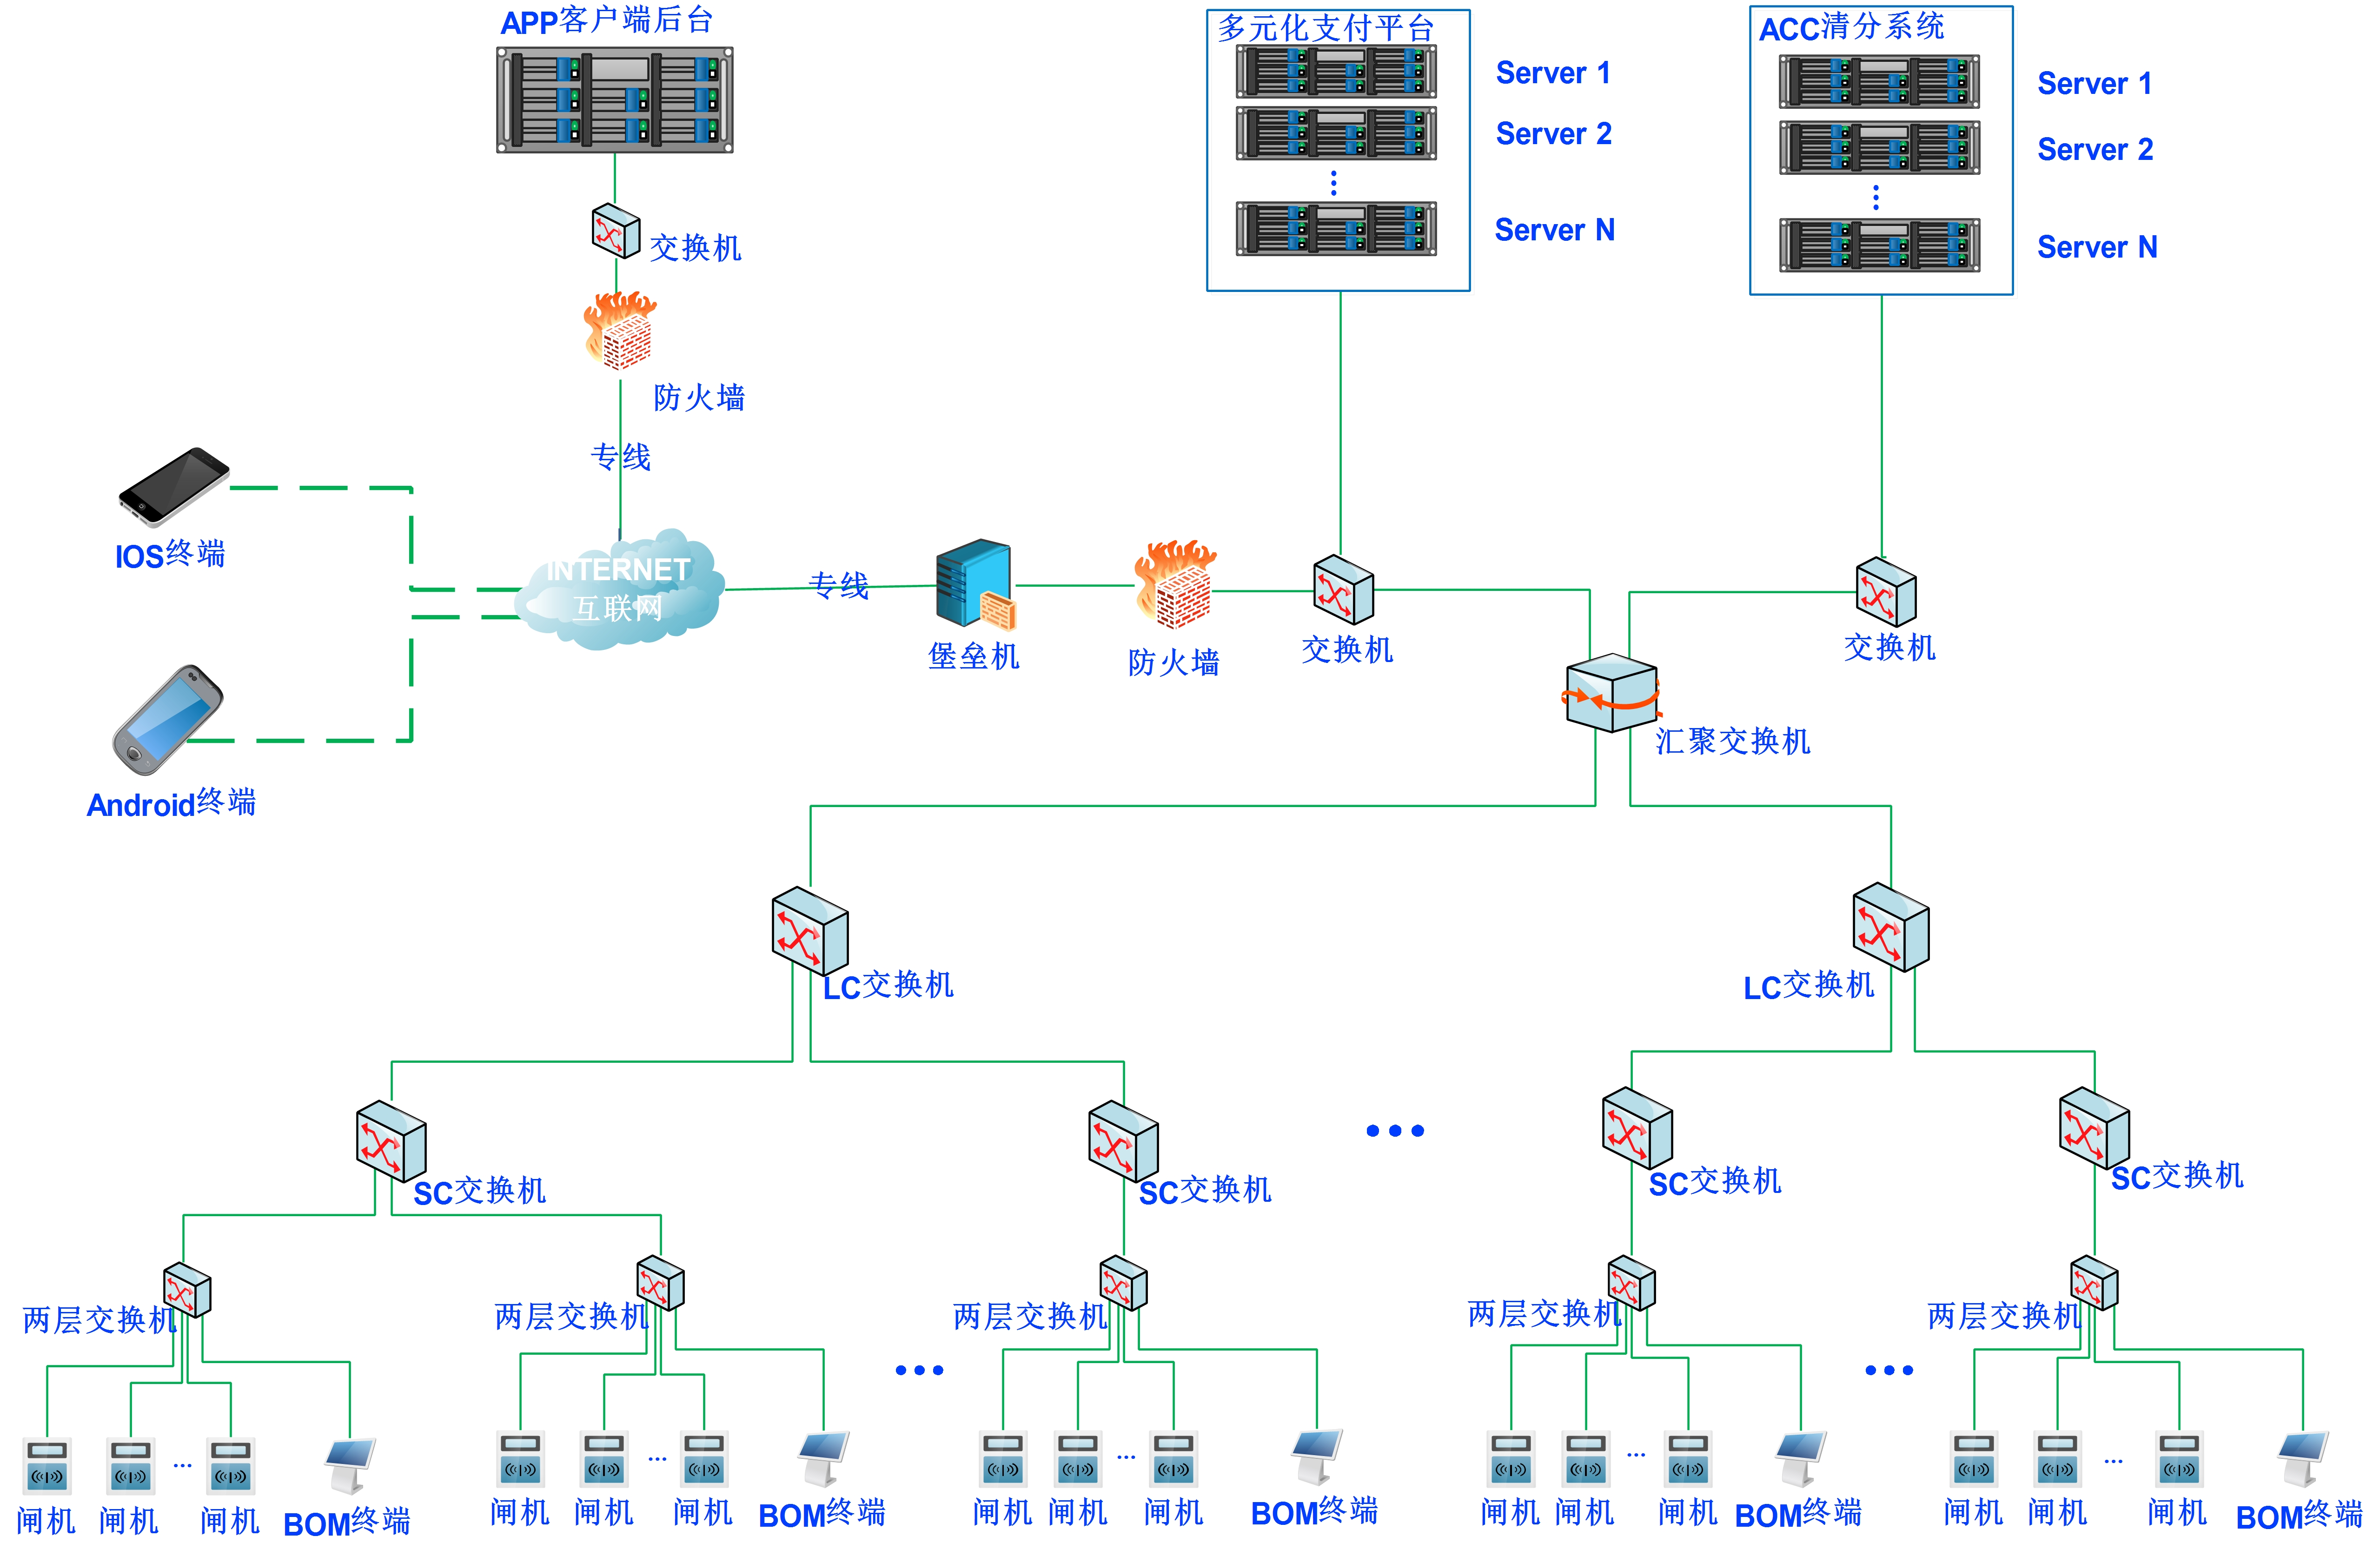 APP客户端后台
多元化支付平台
ACC清分系统
Server 1
Server 1
Server 2
Server 2
Server N
Server N
交换机
防火墙
专线
IOS终端
INTERNET
互联网
专线
堡垒机
防火墙
交换机
交换机
汇聚交换机
Android终端
LC交换机
LC交换机
SC交换机
SC交换机
SC交换机
SC交换机
两层交换机
两层交换机
两层交换机
两层交换机
两层交换机
闸机
闸机
...
闸机
BOM终端
闸机
闸机
...
闸机
BOM终端
闸机
闸机
...
闸机
BOM终端
闸机
闸机
...
闸机
BOM终端
闸机
闸机
...
闸机
BOM终端